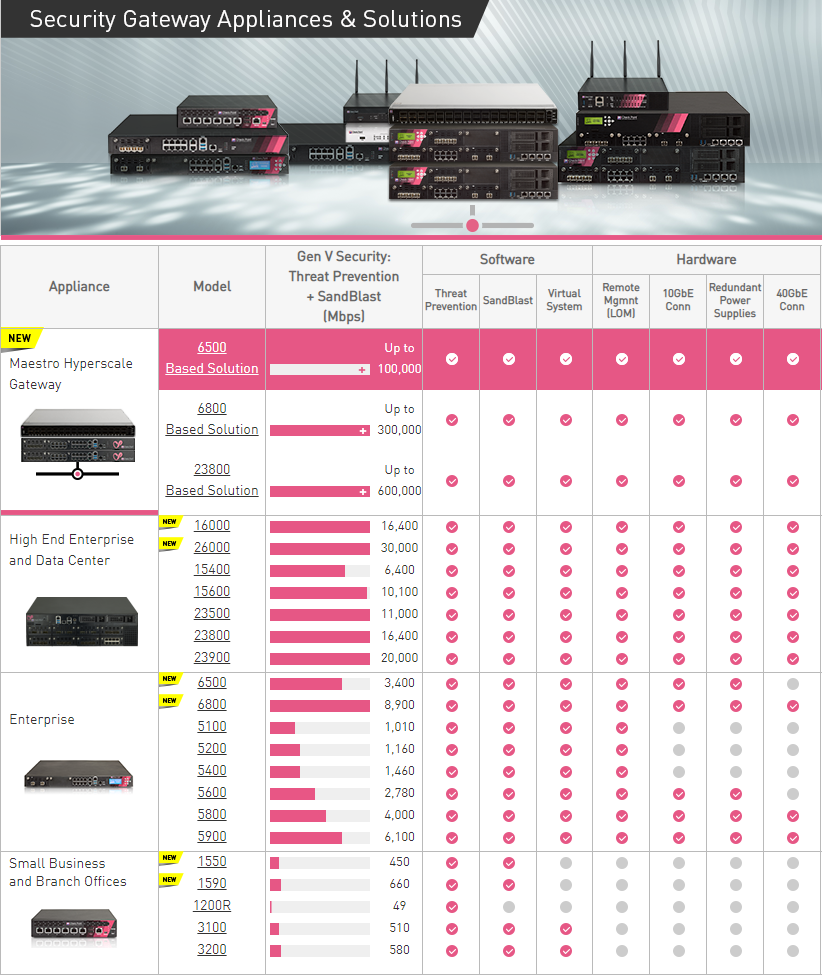 Security Gateway Appliances & Solutions
Appliance
Model
Gen V Security:
Threat Prevention
+ SandBlast
(Mbps)
Software
Hardware
Threat
Prevention
SandBlast
Virtual
System
Remote
Mgmnt
(LOM)
10GbE
Conn
Redundant
Power
Supplies
40GbE
Conn
NEW
Maestro Hyperscale
Gateway
6500
Based Solution
+
Up to
100,000
6800
Based Solution
+
Up to
300,000
23800
Based Solution
+
Up to
600,000
High End Enterprise
and Data Center
NEW 16000 16,400
NEW 26000 30,000
15400 6,400
15600 10,100
23500 11,000
23800 16,400
23900 20,000
Enterprise
NEW 6500 3,400
NEW 6800 8,900
5100 1,010
5200 1,160
5400 1,460
5600 2,780
5800 4,000
5900 6,100
Small Business
and Branch Offices
NEW 1550 450
NEW 1590 660
1200R 49
3100 510
3200 580